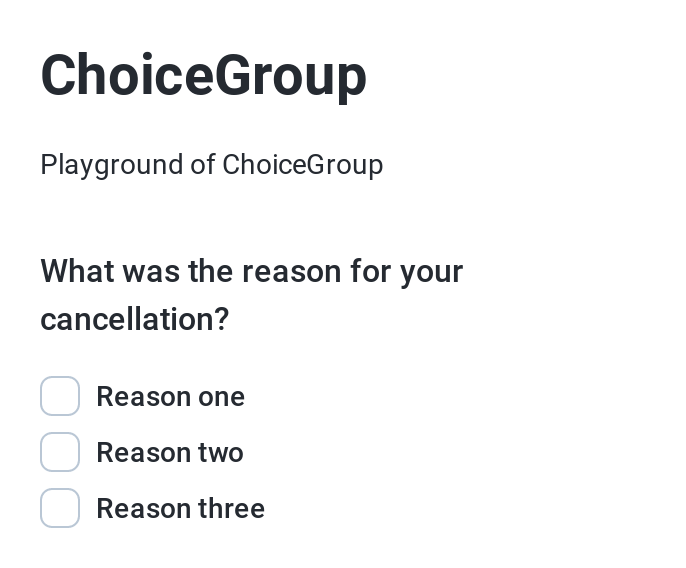 ChoiceGroup
Playground of ChoiceGroup
What was the reason for your
cancellation?
Reason one
Reason two
Reason three